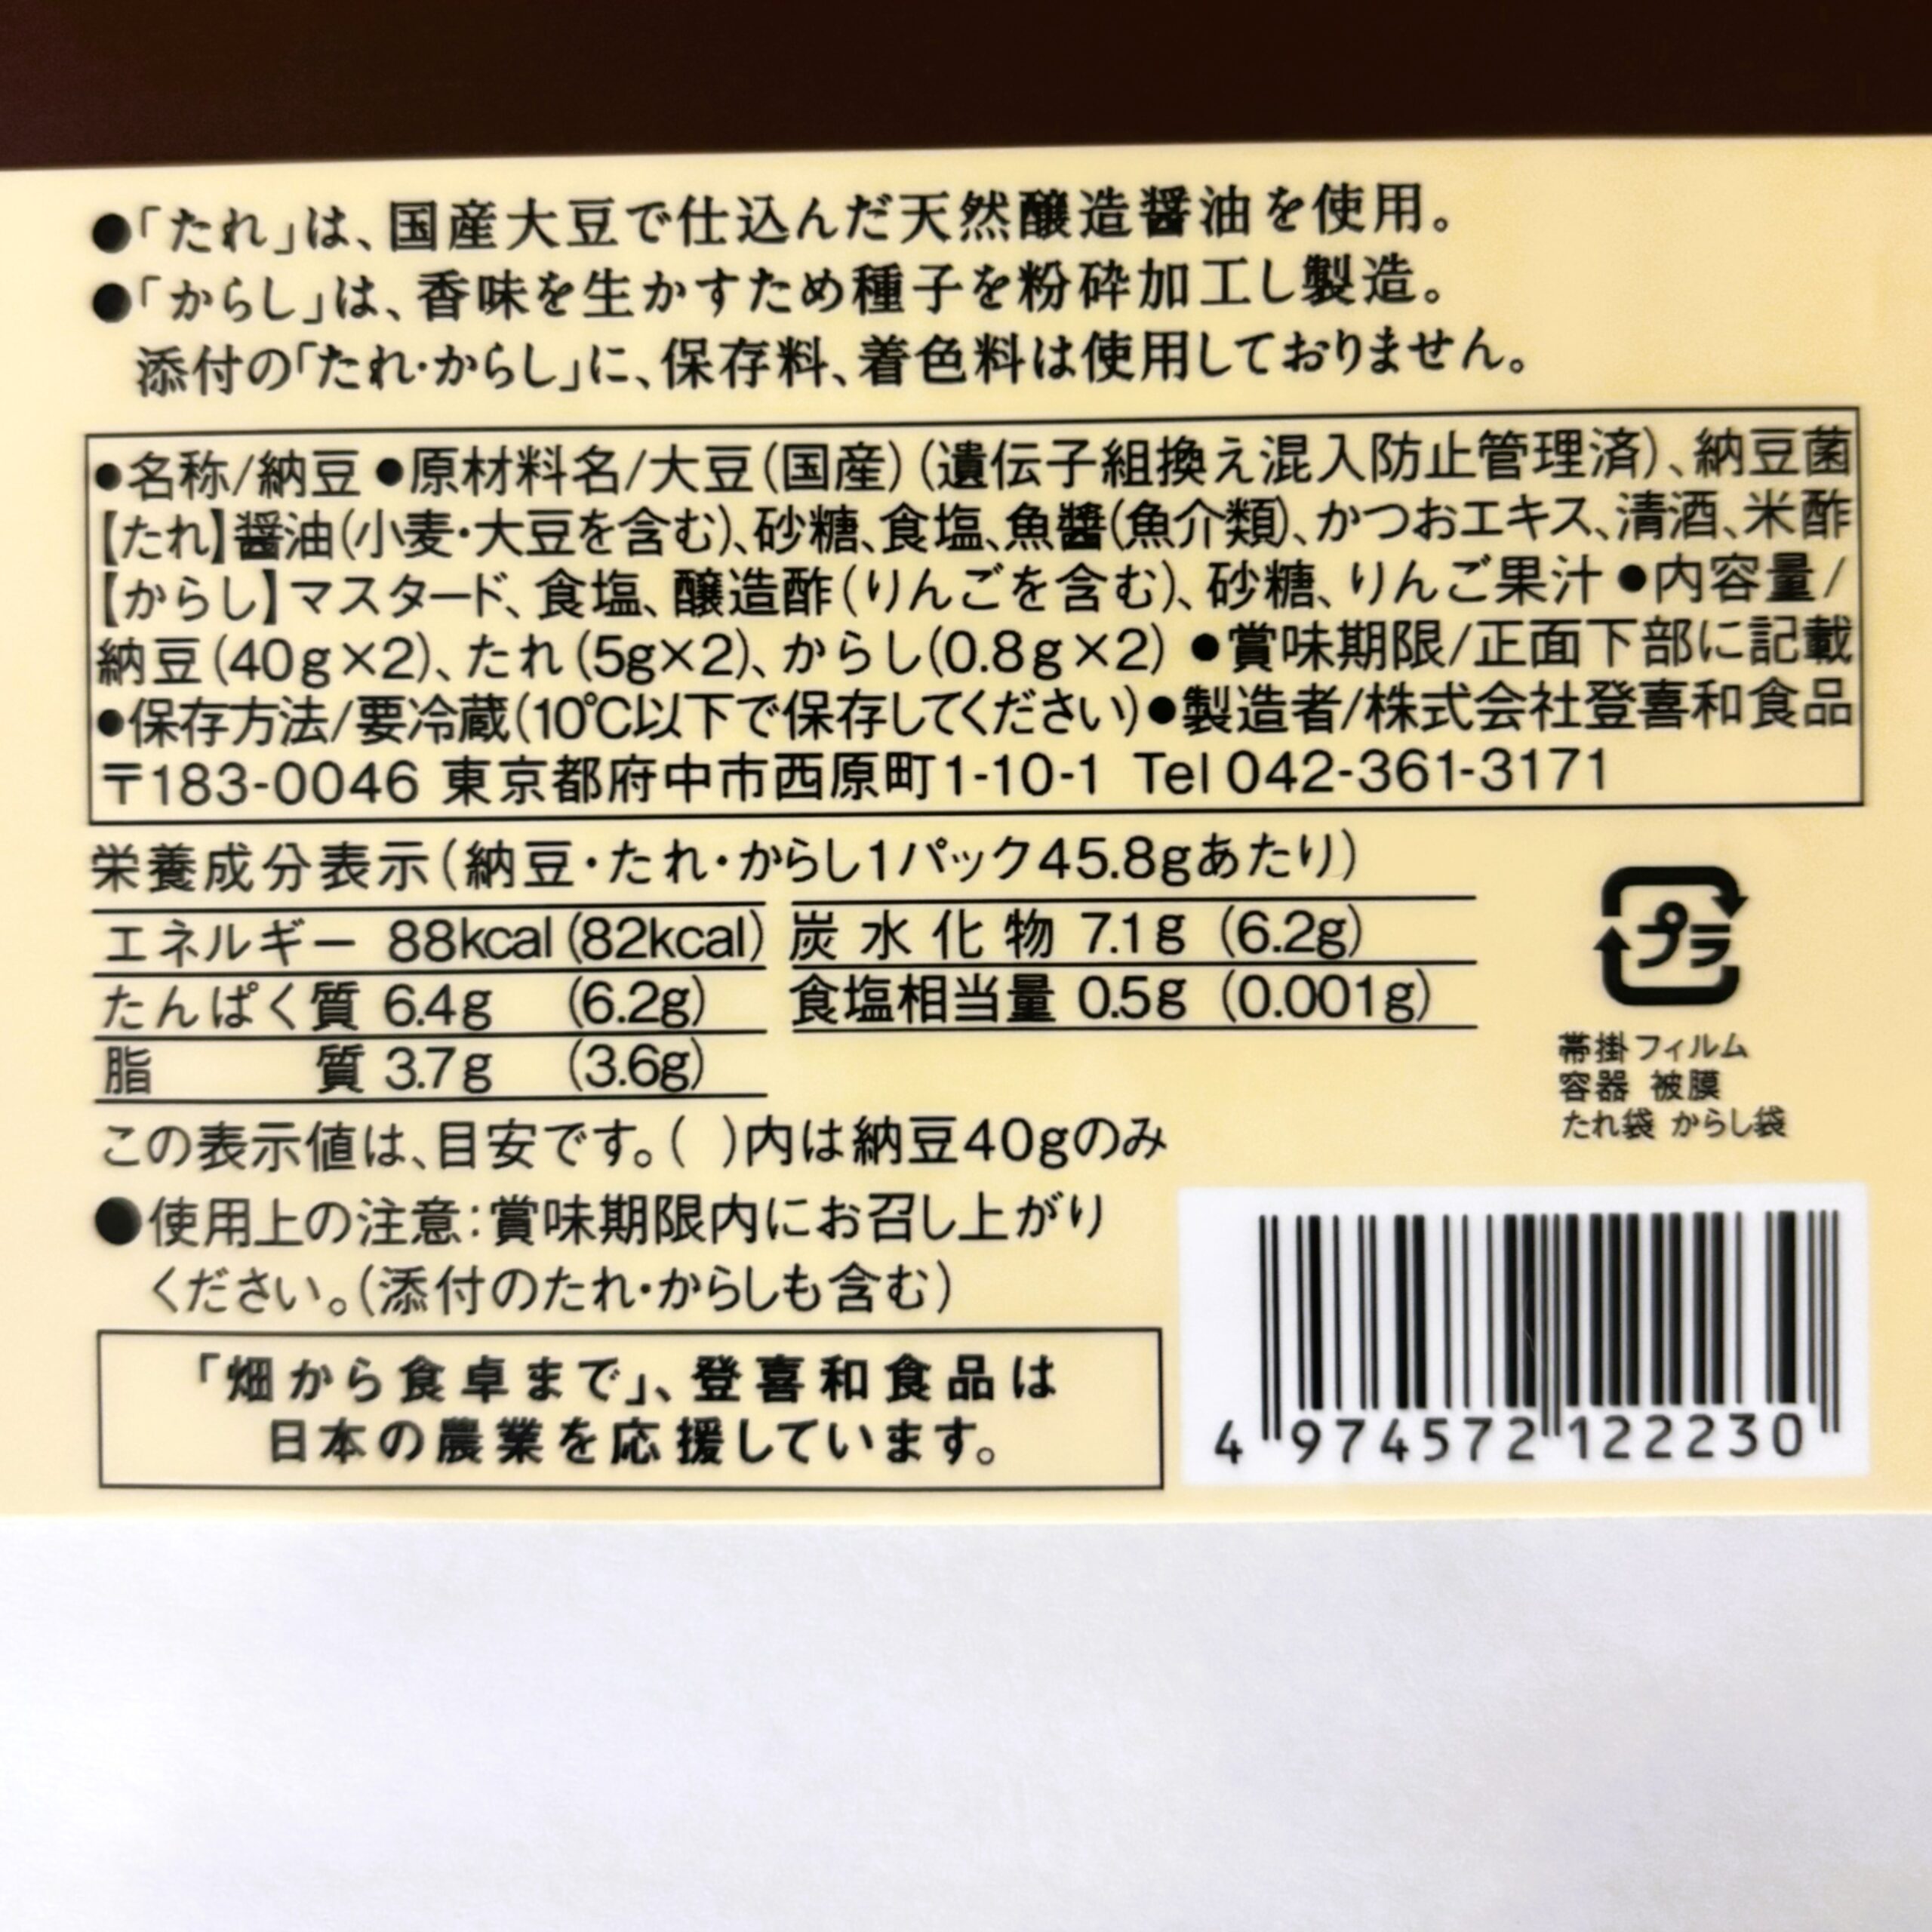 ●「たれ」は、国産大豆で仕込んだ天然醸造醤油を使用。
●「からし」は、香味を生かすため種子を粉砕加工し製造。
添付の「たれ・からし」に、保存料、着色料は使用しておりません。
●名称/納豆 ●原材料名/大豆(国産)(遺伝子組換え混入防止管理済)、納豆菌
【たれ】醤油(小麦・大豆を含む)、砂糖、食塩、魚醬(魚介類)、かつおエキス、清酒、米酢
【からし】マスタード、食塩、醸造酢(りんごを含む)、砂糖、りんご果汁 ●内容量/
納豆(40g×2)、たれ(5g×2)、からし(0.8g×2) ●賞味期限/正面下部に記載
●保存方法/要冷蔵(10℃以下で保存してください)●製造者/株式会社登喜和食品
〒183-0046 東京都府中市西原町1-10-1 Tel 042-361-3171
栄養成分表示(納豆・たれ・からし1パック45.8gあたり)
エネルギー 88kcal (82kcal) 炭水化物 7.1g (6.2g)
たんぱく質 6.4g (6.2g) 食塩相当量 0.5g (0.001g)
脂質 3.7g (3.6g)
この表示値は、目安です。( )内は納豆40gのみ
プラ
帯掛フィルム
容器 被膜
たれ袋 からし袋
●使用上の注意:賞味期限内にお召し上がり
ください。(添付のたれ・からしも含む)
「畑から食卓まで」、登喜和食品は
日本の農業を応援しています。
4 974572 122230